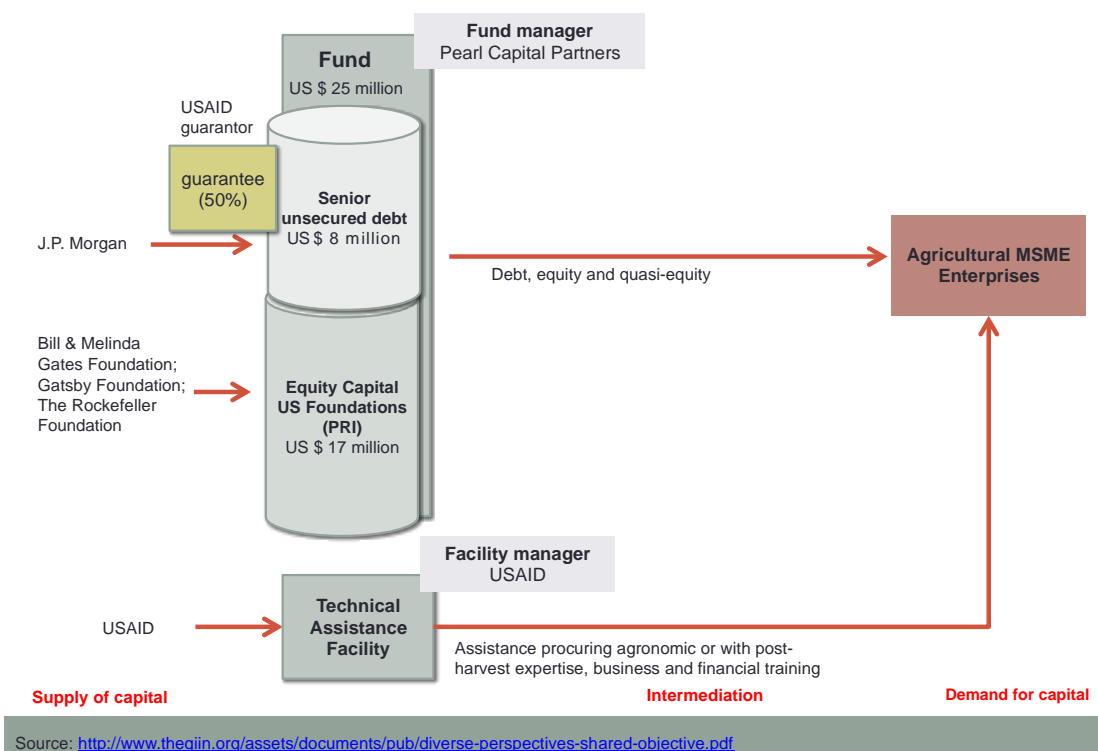 Fund manager
Pearl Capital Partners
Fund
US $ 25 million
USAID
guarantor
guarantee
(50%)
Senior
unsecured debt
US $ 8 million
J.P. Morgan
Debt, equity and quasi-equity
Agricultural MSME
Enterprises
Bill & Melinda
Gates Foundation;
Gatsby Foundation;
The Rockefeller
Foundation
Equity Capital
US Foundations
(PRI)
US $ 17 million
Facility manager
USAID
USAID
Technical
Assistance
Facility
Assistance procuring agronomic or with post-
harvest expertise, business and financial training
Supply of capital
Intermediation
Demand for capital
Source: http://www.thegiin.org/assets/documents/pub/diverse-perspectives-shared-objective.pdf